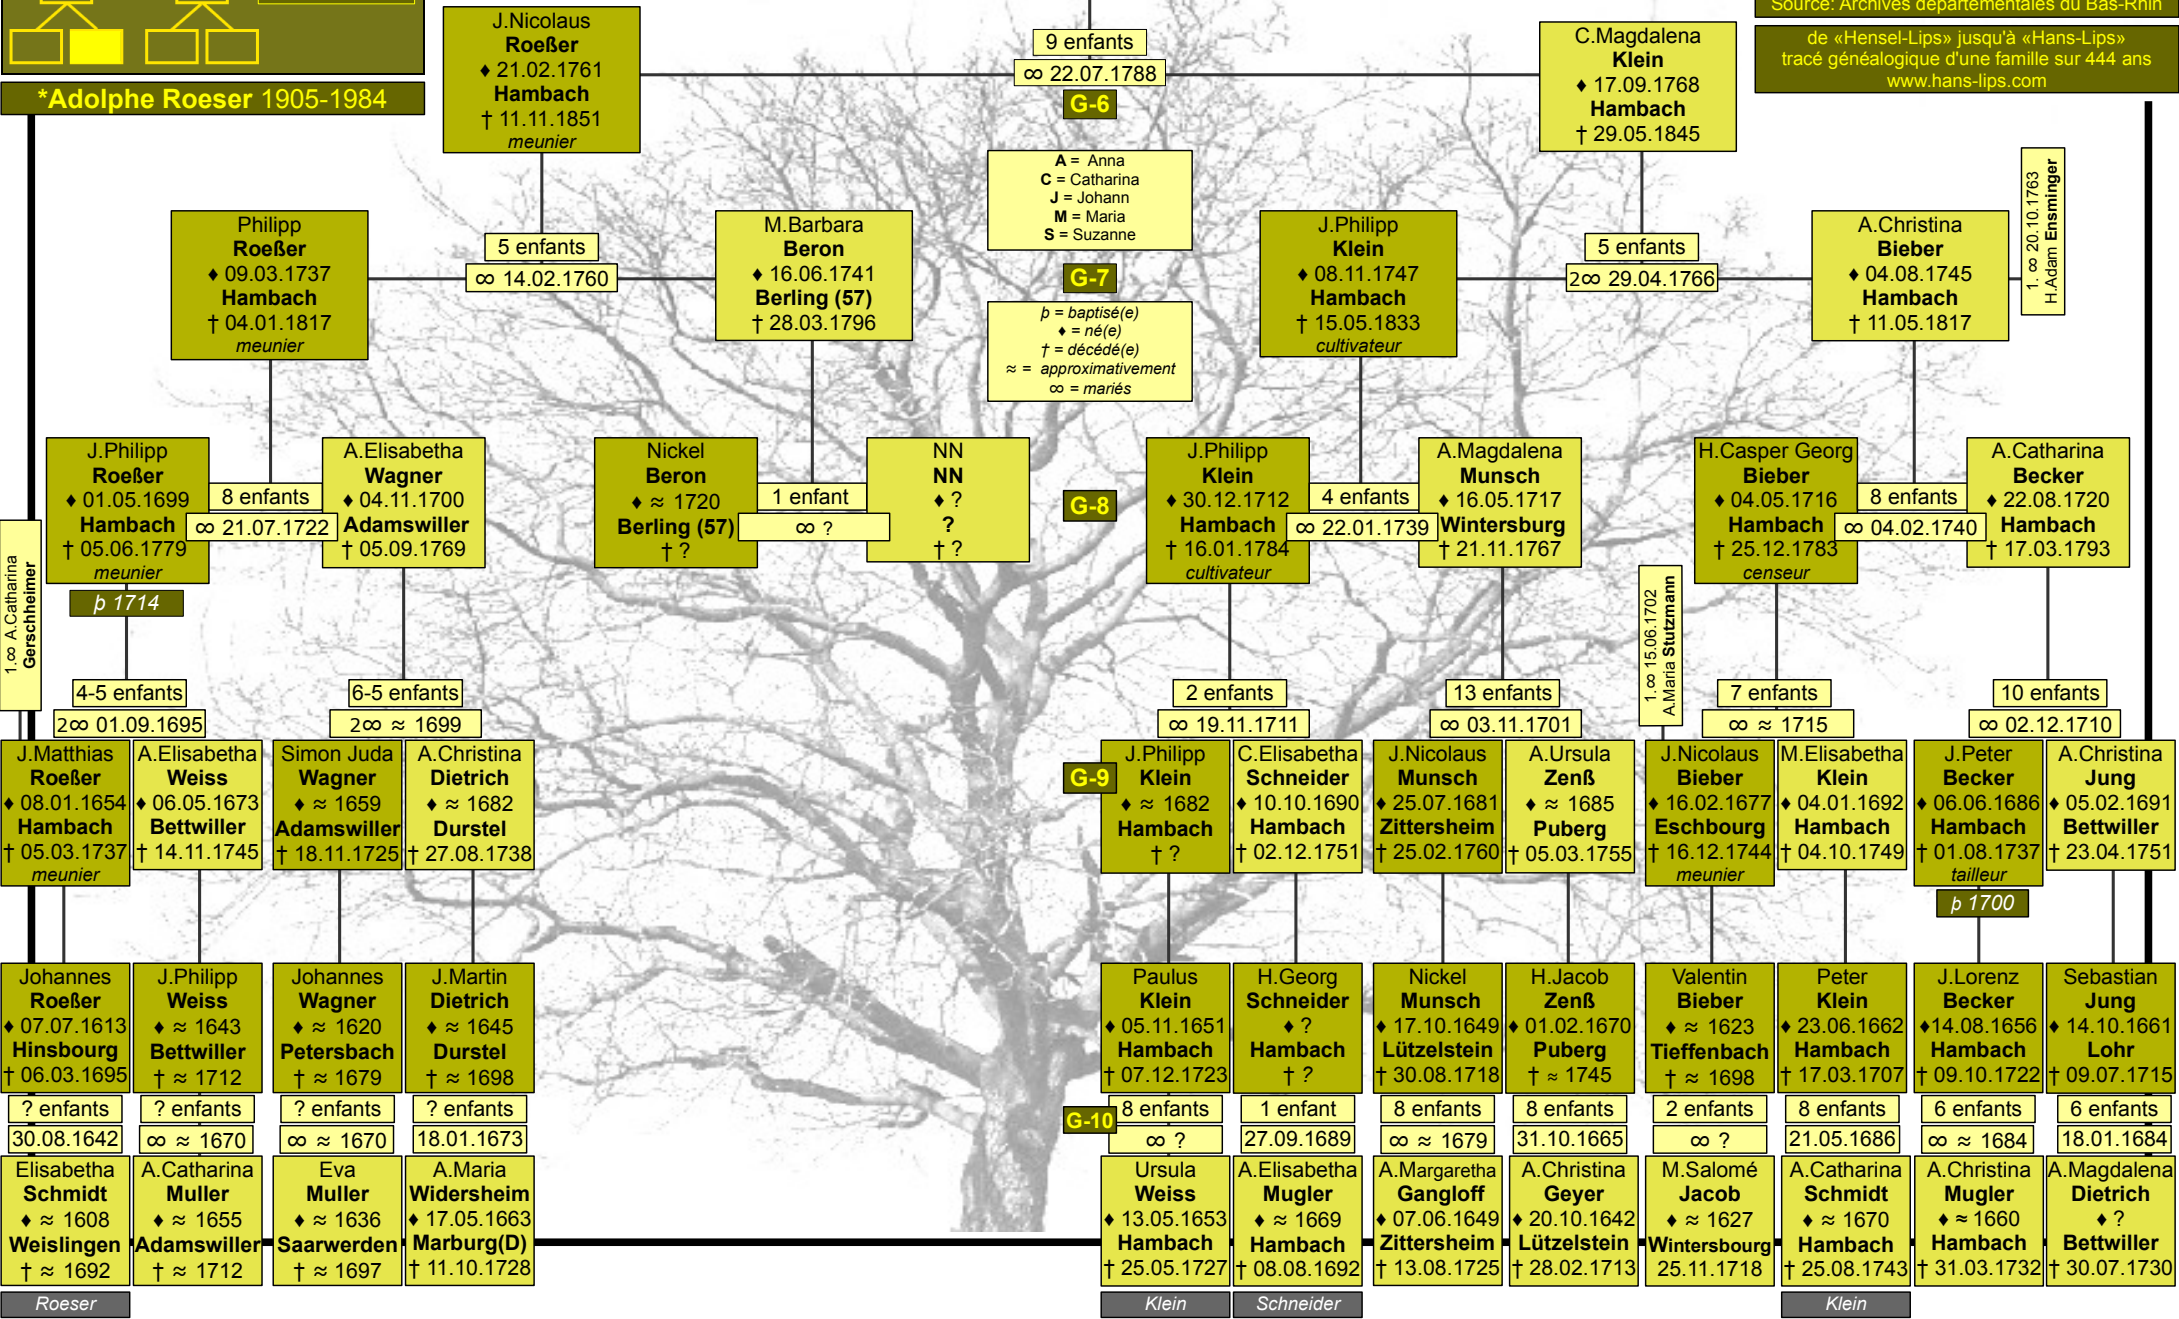 Source: Archives départementales du Bas-Rhin
de «Hensel-Lips» jusqu'à «Hans-Lips»
tracé généalogique d'une famille sur 444 ans
www.hans-lips.com
*Adolphe Roeser 1905-1984
J.Nicolaus
Roeßer
♦ 21.02.1761
Hambach
† 11.11.1851
meunier
9 enfants
∞ 22.07.1788
G-6
C.Magdalena
Klein
♦ 17.09.1768
Hambach
† 29.05.1845
A = Anna
C = Catharina
J = Johann
M = Maria
S = Suzanne
Philipp
Roeßer
♦ 09.03.1737
Hambach
† 04.01.1817
meunier
5 enfants
∞ 14.02.1760
M.Barbara
Beron
♦ 16.06.1741
Berling (57)
† 28.03.1796
G-7
þ = baptisé(e)
♦ = né(e)
† = décédé(e)
≈ = approximativement
∞ = mariés
J.Philipp
Klein
♦ 08.11.1747
Hambach
† 15.05.1833
cultivateur
5 enfants
2∞ 29.04.1766
A.Christina
Bieber
♦ 04.08.1745
Hambach
† 11.05.1817
1. ∞ 20.10.1763
H.Adam Ensminger
J.Philipp
Roeßer
♦ 01.05.1699
Hambach
† 05.06.1779
meunier
þ 1714
8 enfants
∞ 21.07.1722
A.Elisabetha
Wagner
♦ 04.11.1700
Adamswiller
† 05.09.1769
Nickel
Beron
♦ ≈ 1720
Berling (57)
† ?
1 enfant
∞ ?
NN
NN
♦ ?
?
† ?
G-8
J.Philipp
Klein
♦ 30.12.1712
Hambach
† 16.01.1784
cultivateur
4 enfants
∞ 22.01.1739
A.Magdalena
Munsch
♦ 16.05.1717
Wintersburg
† 21.11.1767
H.Casper Georg
Bieber
♦ 04.05.1716
Hambach
† 25.12.1783
censeur
8 enfants
∞ 04.02.1740
A.Catharina
Becker
♦ 22.08.1720
Hambach
† 17.03.1793
1.∞ A.Catharina
Gerschheimer
4-5 enfants
2∞ 01.09.1695
6-5 enfants
2∞ ≈ 1699
2 enfants
∞ 19.11.1711
13 enfants
∞ 03.11.1701
1.∞ 15.06.1702
A.Maria Stutzmann
7 enfants
∞ ≈ 1715
10 enfants
∞ 02.12.1710
J.Matthias
Roeßer
♦ 08.01.1654
Hambach
† 05.03.1737
meunier
A.Elisabetha
Weiss
♦ 06.05.1673
Bettwiller
† 14.11.1745
Simon Juda
Wagner
♦ ≈ 1659
Adamswiller
† 18.11.1725
A.Christina
Dietrich
♦ ≈ 1682
Durstel
† 27.08.1738
G-9
J.Philipp
Klein
♦ ≈ 1682
Hambach
† ?
C.Elisabetha
Schneider
♦ 10.10.1690
Hambach
† 02.12.1751
J.Nicolaus
Munsch
♦ 25.07.1681
Zittersheim
† 25.02.1760
A.Ursula
Zenß
♦ ≈ 1685
Puberg
† 05.03.1755
J.Nicolaus
Bieber
♦ 16.02.1677
Eschbourg
† 16.12.1744
meunier
M.Elisabetha
Klein
♦ 04.01.1692
Hambach
† 04.10.1749
J.Peter
Becker
♦ 06.06.1686
Hambach
† 01.08.1737
tailleur
þ 1700
A.Christina
Jung
♦ 05.02.1691
Bettwiller
† 23.04.1751
Johannes
Roeßer
♦ 07.07.1613
Hinsbourg
† 06.03.1695
J.Philipp
Weiss
♦ ≈ 1643
Bettwiller
† ≈ 1712
Johannes
Wagner
♦ ≈ 1620
Petersbach
† ≈ 1679
J.Martin
Dietrich
♦ ≈ 1645
Durstel
† ≈ 1698
Paulus
Klein
♦ 05.11.1651
Hambach
† 07.12.1723
H.Georg
Schneider
♦ ?
Hambach
† ?
Nickel
Munsch
♦ 17.10.1649
Lützelstein
† 30.08.1718
H.Jacob
Zenß
♦ 01.02.1670
Puberg
† ≈ 1745
Valentin
Bieber
♦ ≈ 1623
Tieffenbach
† ≈ 1698
Peter
Klein
♦ 23.06.1662
Hambach
† 17.03.1707
J.Lorenz
Becker
♦14.08.1656
Hambach
† 09.10.1722
Sebastian
Jung
♦ 14.10.1661
Lohr
† 09.07.1715
? enfants
30.08.1642
? enfants
∞ ≈ 1670
? enfants
∞ ≈ 1670
? enfants
18.01.1673
G-10
8 enfants
∞ ?
1 enfant
27.09.1689
8 enfants
∞ ≈ 1679
8 enfants
31.10.1665
2 enfants
∞ ?
8 enfants
21.05.1686
6 enfants
∞ ≈ 1684
6 enfants
18.01.1684
Elisabetha
Schmidt
♦ ≈ 1608
Weislingen
† ≈ 1692
A.Catharina
Muller
♦ ≈ 1655
Adamswiller
† ≈ 1712
Eva
Muller
♦ ≈ 1636
Saarwerden
† ≈ 1697
A.Maria
Widersheim
♦ 17.05.1663
Marburg(D)
† 11.10.1728
Ursula
Weiss
♦ 13.05.1653
Hambach
† 25.05.1727
A.Elisabetha
Mugler
♦ ≈ 1669
Hambach
† 08.08.1692
A.Margaretha
Gangloff
♦ 07.06.1649
Zittersheim
† 13.08.1725
A.Christina
Geyer
♦ 20.10.1642
Lützelstein
† 28.02.1713
M.Salomé
Jacob
♦ ≈ 1627
Wintersbourg
25.11.1718
A.Catharina
Schmidt
♦ ≈ 1670
Hambach
† 25.08.1743
A.Christina
Mugler
♦ ≈ 1660
Hambach
† 31.03.1732
A.Magdalena
Dietrich
♦ ?
Bettwiller
† 30.07.1730
Roeser
Klein
Schneider
Klein